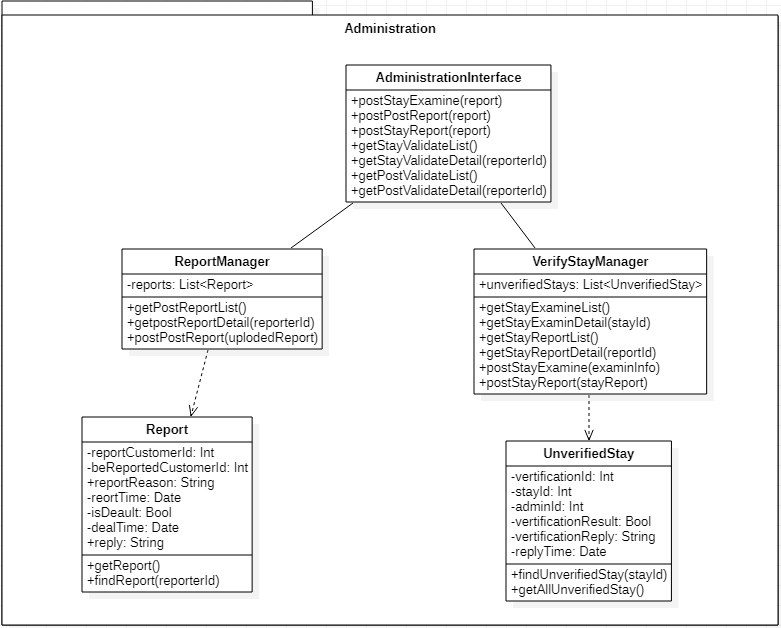 Administration
AdministrationInterface
+postStayExamine(report)
+postPostReport(report)
+postStayReport(report)
+getStayValidateList()
+getStayValidateDetail(reporterId)
+getPostValidateList()
+getPostValidateDetail(reporterId)
ReportManager
-reports: List<Report>
+getPostReportList()
+getpostReportDetail(reporterId)
+postPostReport(uplodedReport)
VerifyStayManager
+unverifiedStays: List<UnverifiedStay>
+getStayExamineList()
+getStayExaminDetail(stayId)
+getStayReportList()
+getStayReportDetail(reportId)
+postStayExamine(examinInfo)
+postStayReport(stayReport)
Report
-reportCustomerId: Int
-beReportedCustomerId: Int
+reportReason: String
-reortTime: Date
-isDeault: Bool
-dealTime: Date
+reply: String
+getReport()
+findReport(reporterId)
UnverifiedStay
-vertificationId: Int
-stayId: Int
-adminId: Int
-vertificationResult: Bool
-vertificationReply: String
-replyTime: Date
+findUnverifiedStay(stayId)
+getAllUnverifiedStay()